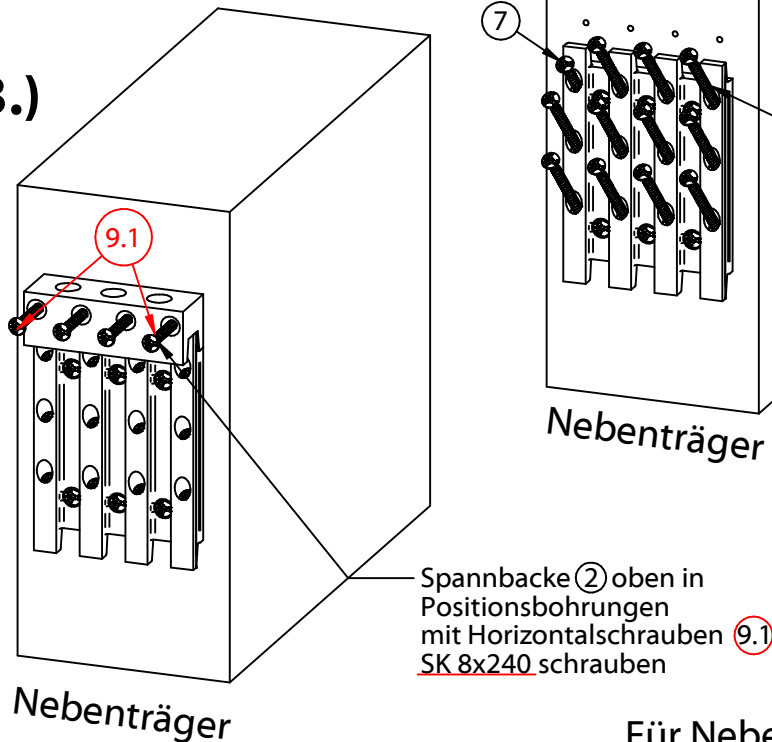 3.)
7
9.1
Nebenträger
Spannbacke 2 oben in
Positionsbohrungen
mit Horizontalschrauben 9.1
SK 8x240 schrauben
Nebenträger
Für Nebe